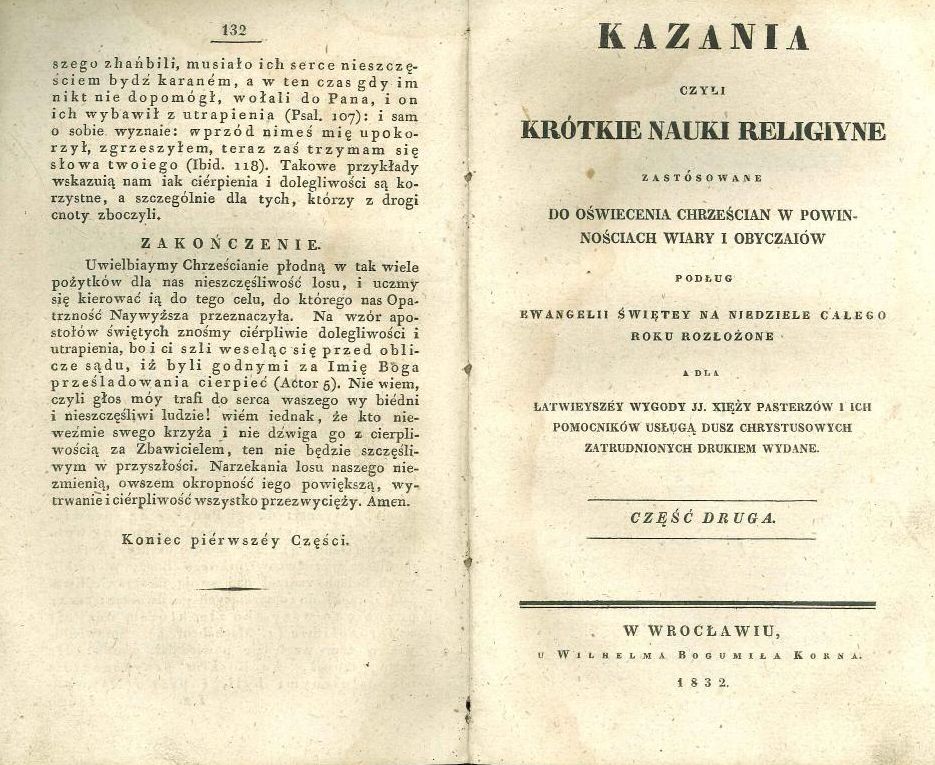 132
szego zhańbili, musiało ich serce nieszczę-
ściem bydź karaném, a w ten czas gdy im
nikt nie dopomógł, wołali do Pana, i on
ich wybawił z utrapienia (Psal. 107): i sam
o sobie wyznaie: wprzód nimeś mię upoko-
rzył, zgrzeszyłem, teraz zaś trzymam się
słowa twoiego (Ibid. 118). Takowe przykłady
wskazuią nam iak ciérpienia i dolegliwości są ko-
rzystne, a szczególnie dla tych, którzy z drogi
cnoty zboczyli.
ZAKOŃCZENIE.
Uwielbiaymy Chrześcianie płodną w tak wiele
pożytków dla nas nieszczęśliwość losu, i uczmy
się kierować ią do tego celu, do którego nas Opa-
trzność Naywyższa przeznaczyła. Na wzór apo-
stołów świętych znośmy ciérpliwie dolegliwości i
utrapienia, bo i ci szli weseląc się przed obli-
cze sądu, iż byli godnymi za Imię Boga
prześladowania cierpieć (Actor 5). Nie wiem,
czyli głos móy trafi do serca waszego wy biédni
i nieszczęśliwi ludzie! wiém iednak, że kto nie-
weźmie swego krzyża i nie dźwiga go z cierpli-
wością za Zbawicielem, ten nie będzie szczęśli-
wym w przyszłości. Narzekania losu naszego nie-
zmienią, owszem okropność iego powiększą, wy-
trwanie i ciérpliwość wszystko przezwycięży. Amen.
Koniec piérwszéy Części.
KAZANIA
CZYLI
KRÓTKIE NAUKI RELIGIYNE
ZASTÓSOWANE
DO OŚWIECENIA CHRZEŚCIAN W POWIN-
NOŚCIACH WIARY I OBYCZAIÓW
PODŁUG
EWANGELII ŚWIĘTEY NA NIEDZIELE CAŁEGO
ROKU ROZŁOŻONE
A DLA
ŁATWIEYSZÉY WYGODY JJ. XIĘŻY PASTERZÓW I ICH
POMOCNIKÓW USŁUGĄ DUSZ CHRYSTUSOWYCH
ZATRUDNIONYCH DRUKIEM WYDANE.
CZĘŚĆ DRUGA.
W WROCŁAWIU,
U WILHELMA BOGUMIŁA KORNA.
1832.